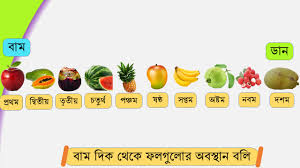 বাম
ডান
প্রথম দ্বিতীয় তৃতীয় চতুর্থ পঞ্চম ষষ্ঠ সপ্তম অষ্টম নবম দশম
বাম দিক থেকে ফলগুলোর অবস্থান বলি